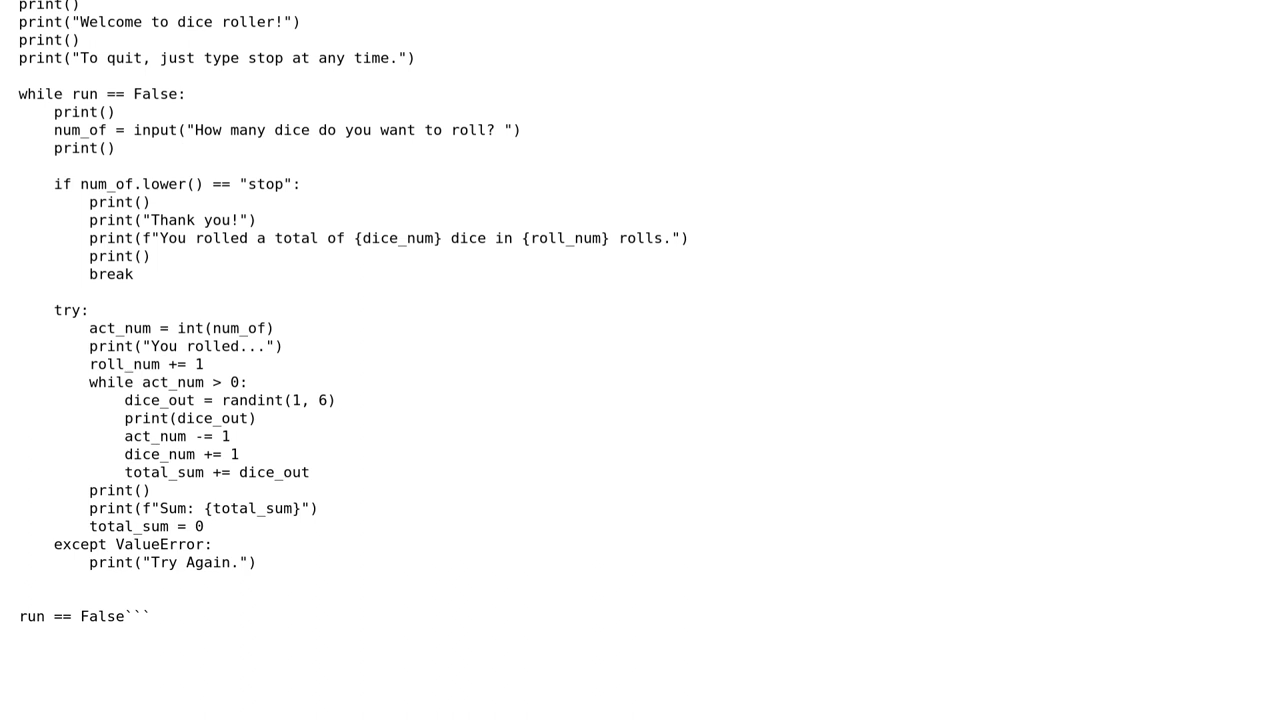 print()
print("Welcome to dice roller!")
print()
print("To quit, just type stop at any time.")

while run == False:
    print()
    num_of = input("How many dice do you want to roll? ")
    print()

    if num_of.lower() == "stop":
        print()
        print("Thank you!")
        print(f"You rolled a total of {dice_num} dice in {roll_num} rolls.")
        print()
        break

    try:
        act_num = int(num_of)
        print("You rolled...")
        roll_num += 1
        while act_num > 0:
            dice_out = randint(1, 6)
            print(dice_out)
            act_num -= 1
            dice_num += 1
            total_sum += dice_out
        print()
        print(f"Sum: {total_sum}")
        total_sum = 0
    except ValueError:
        print("Try Again.")


run == False```